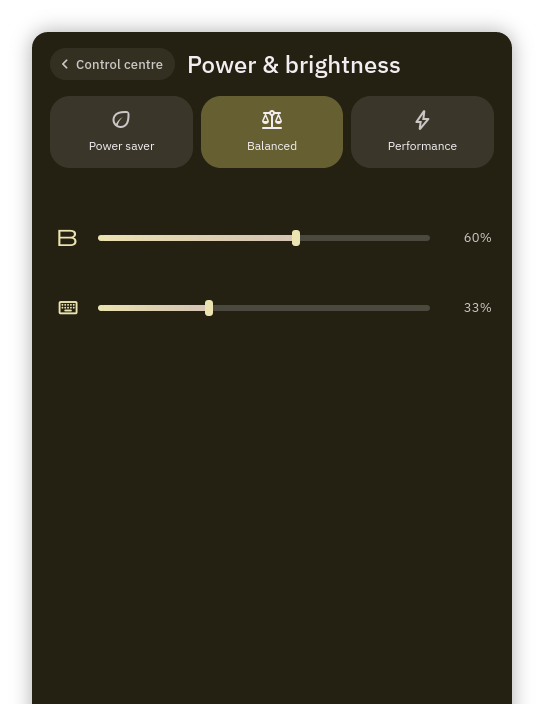 Control centre
Power & brightness
Power saver
Balanced
Performance
B
60%
33%